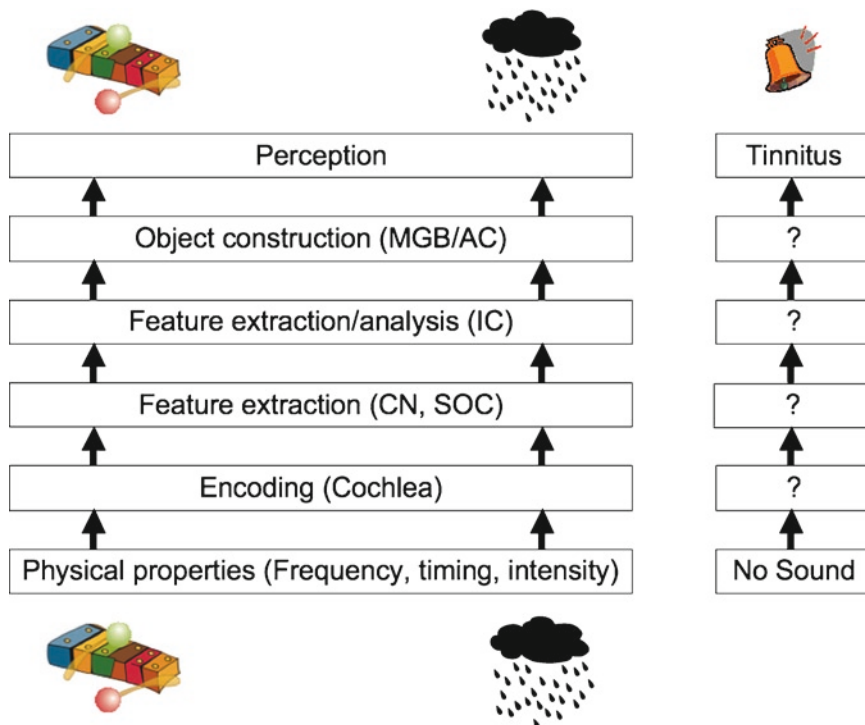 Perception
Tinnitus
Object construction (MGB/AC)
?
Feature extraction/analysis (IC)
?
Feature extraction (CN, SOC)
?
Encoding (Cochlea)
?
Physical properties (Frequency, timing, intensity)
No Sound